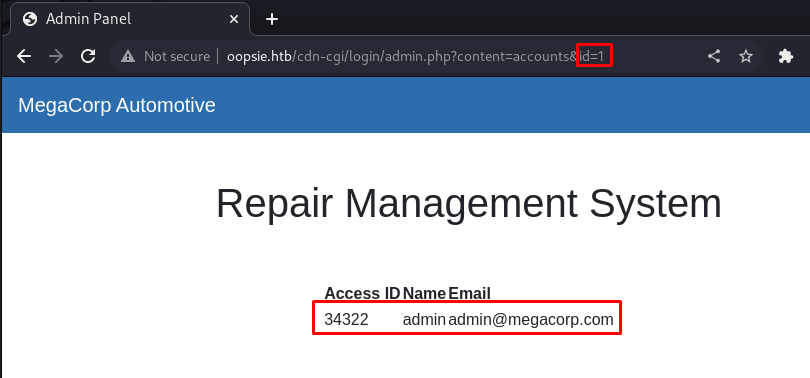 Admin Panel
Not secure oopsie.htb/cdn-cgi/login/admin.php?content=accounts&id=1
MegaCorp Automotive
Repair Management System
Access ID Name Email
34322 admin admin@megacorp.com